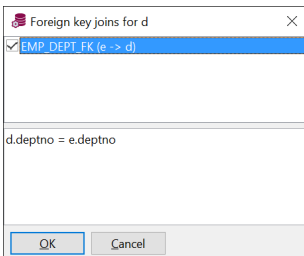 Foreign key joins for d
EMP_DEPT_FK (e -> d)
d.deptno = e.deptno
OK Cancel